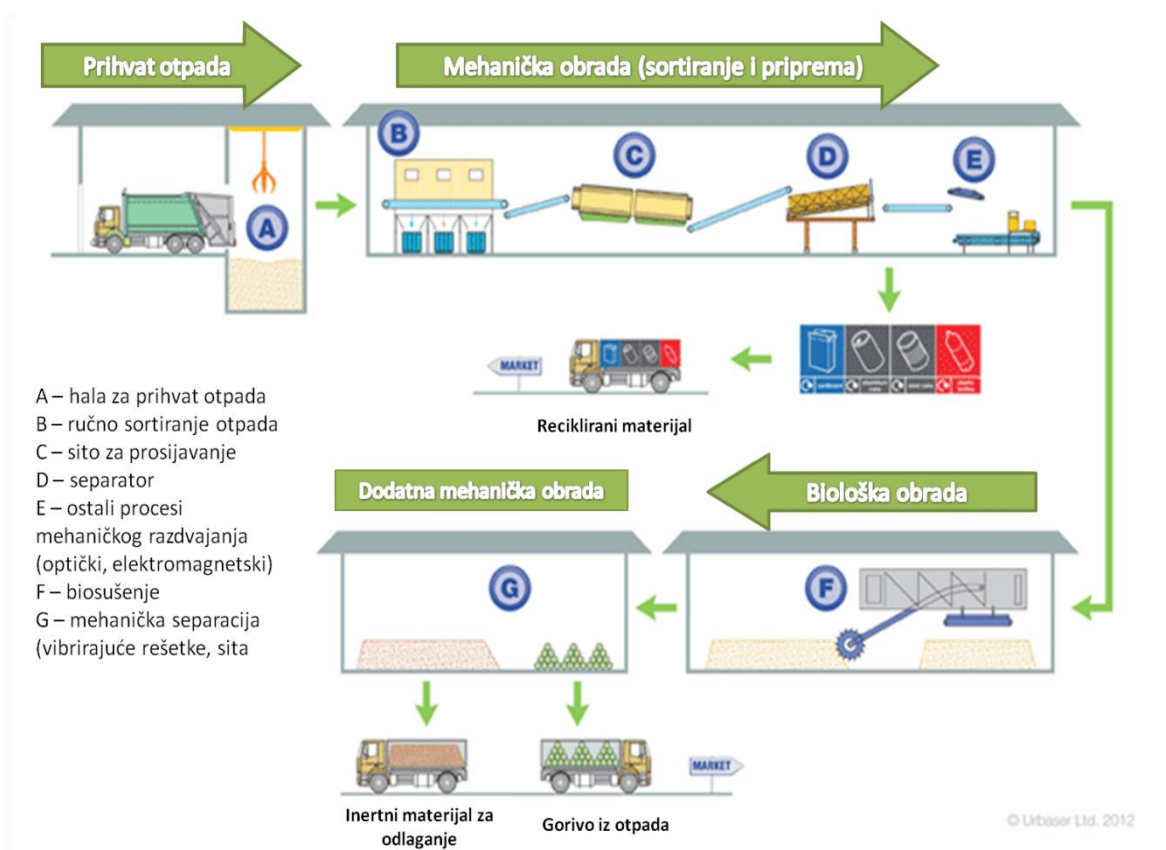 Prihvat otpada
Mehanička obrada (sortiranje i priprema)
B
C
D
E
A
MARKET
Reciklirani materijal
A – hala za prihvat otpada
B – ručno sortiranje otpada
C – sito za prosijavanje
D – separator
E – ostali procesi
mehaničkog razdvajanja
(optički, elektromagnetski)
F – biosušenje
G – mehanička separacija
(vibrirajuće rešetke, sita
Dodatna mehanička obrada
Biološka obrada
G
F
MARKET
Inertni materijal za
odlaganje
Gorivo iz otpada
© Urbaser Ltd. 2012